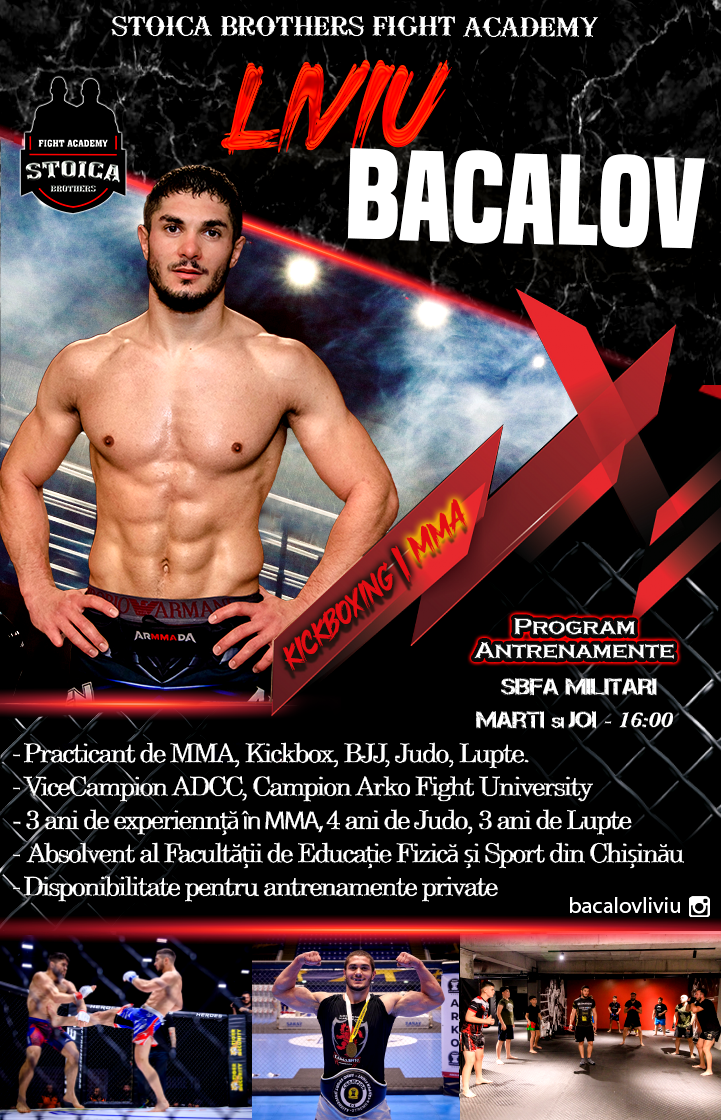 STOICA BROTHERS FIGHT ACADEMY
LIVIU
BACALOV
FIGHT ACADEMY
STOICA
BROTHERS
KICKBOXING | MMA
ARMMADA
PROGRAM
ANTRENAMENTE
SBFA MILITARI
MARTI si JOI - 16:00
- Practicant de MMA, Kickbox, BJJ, Judo, Lupte.
- ViceCampion ADCC, Campion Arko Fight University
- 3 ani de experiennță în MMA, 4 ani de Judo, 3 ani de Lupte
- Absolvent al Facultății de Educație Fizică și Sport din Chișinău
- Disponibilitate pentru antrenamente private
bacalovliviu
HEROES
ARKO